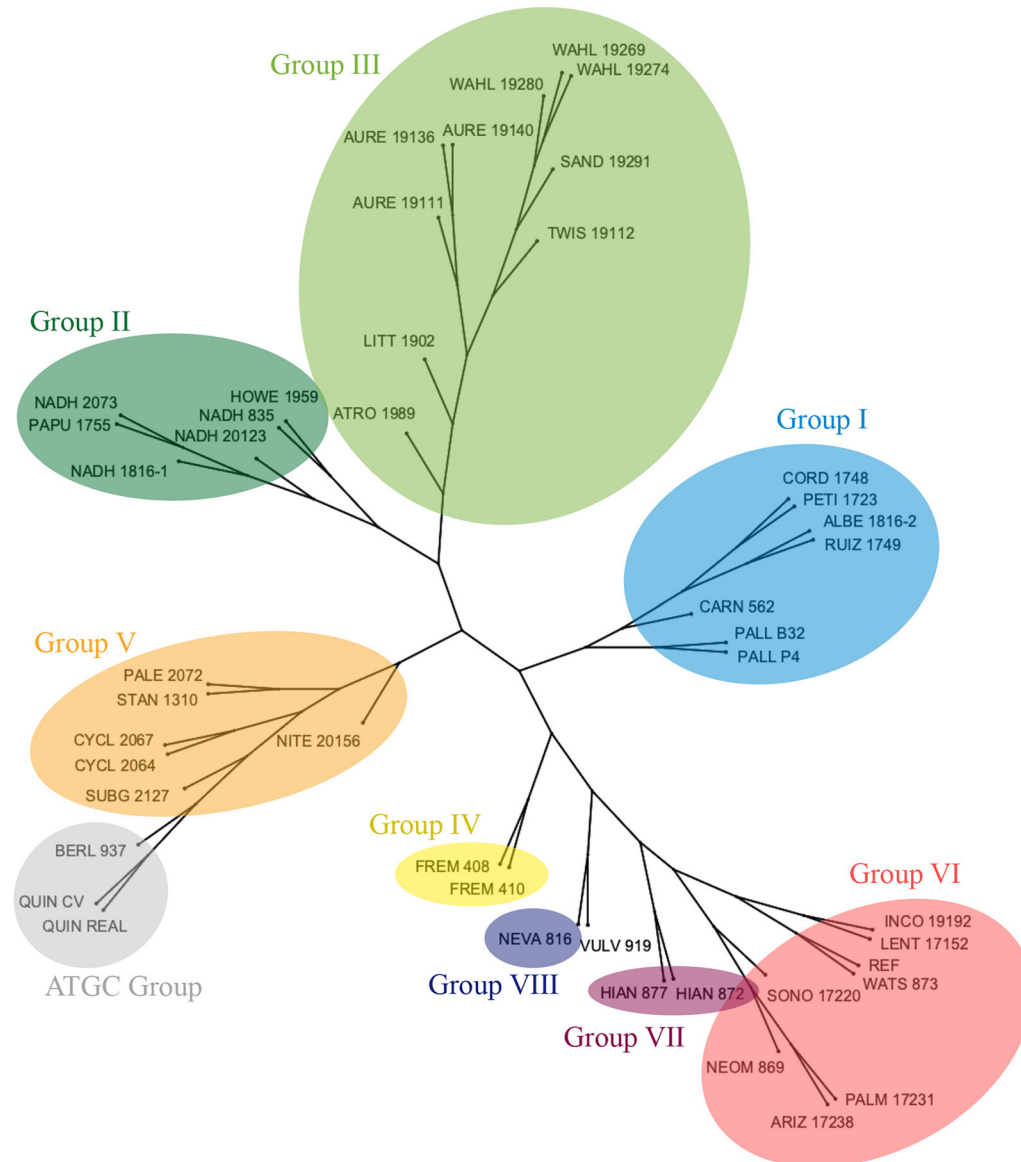 WAHL 19269
Group III
WAHL 19274
WAHL 19280
AURE 19136
AURE 19140
SAND 19291
AURE 19111
TWIS 19112
Group II
LITT 1902
NADH 2073
HOWE 1959
PAPU 1755
NADH 835
ATRO 1989
NADH 20123
Group I
NADH 1816-1
CORD 1748
PETI 1723
ALBE 1816-2
RUIZ 1749
CARN 562
Group V
PALL B32
PALL P4
PALE 2072
STAN 1310
CYCL 2067
NITE 20156
CYCL 2064
SUBG 2127
Group IV
BERL 937
FREM 408
Group VI
FREM 410
QUIN CV
INCO 19192
QUIN REAL
NEVA 816
VULV 919
LENT 17152
REF
ATGC Group
WATS 873
Group VIII
HIAN 877
HIAN 872
SONO 17220
Group VII
NEOM 869
PALM 17231
ARIZ 17238